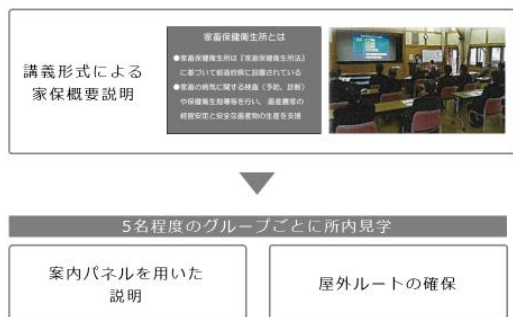 講義形式による
家保概要説明
家畜保健衛生所とは
●家畜保健衛生所は『家畜保健衛生所法』
に基づいて都道府県に設置されている
●家畜の病気に関する検査（予防、診断）
や保健衛生指導等を行い、畜産農家の
経営安定と安全な畜産物の生産を支援
5名程度のグループごとに所内見学
案内パネルを用いた
説明
屋外ルートの確保